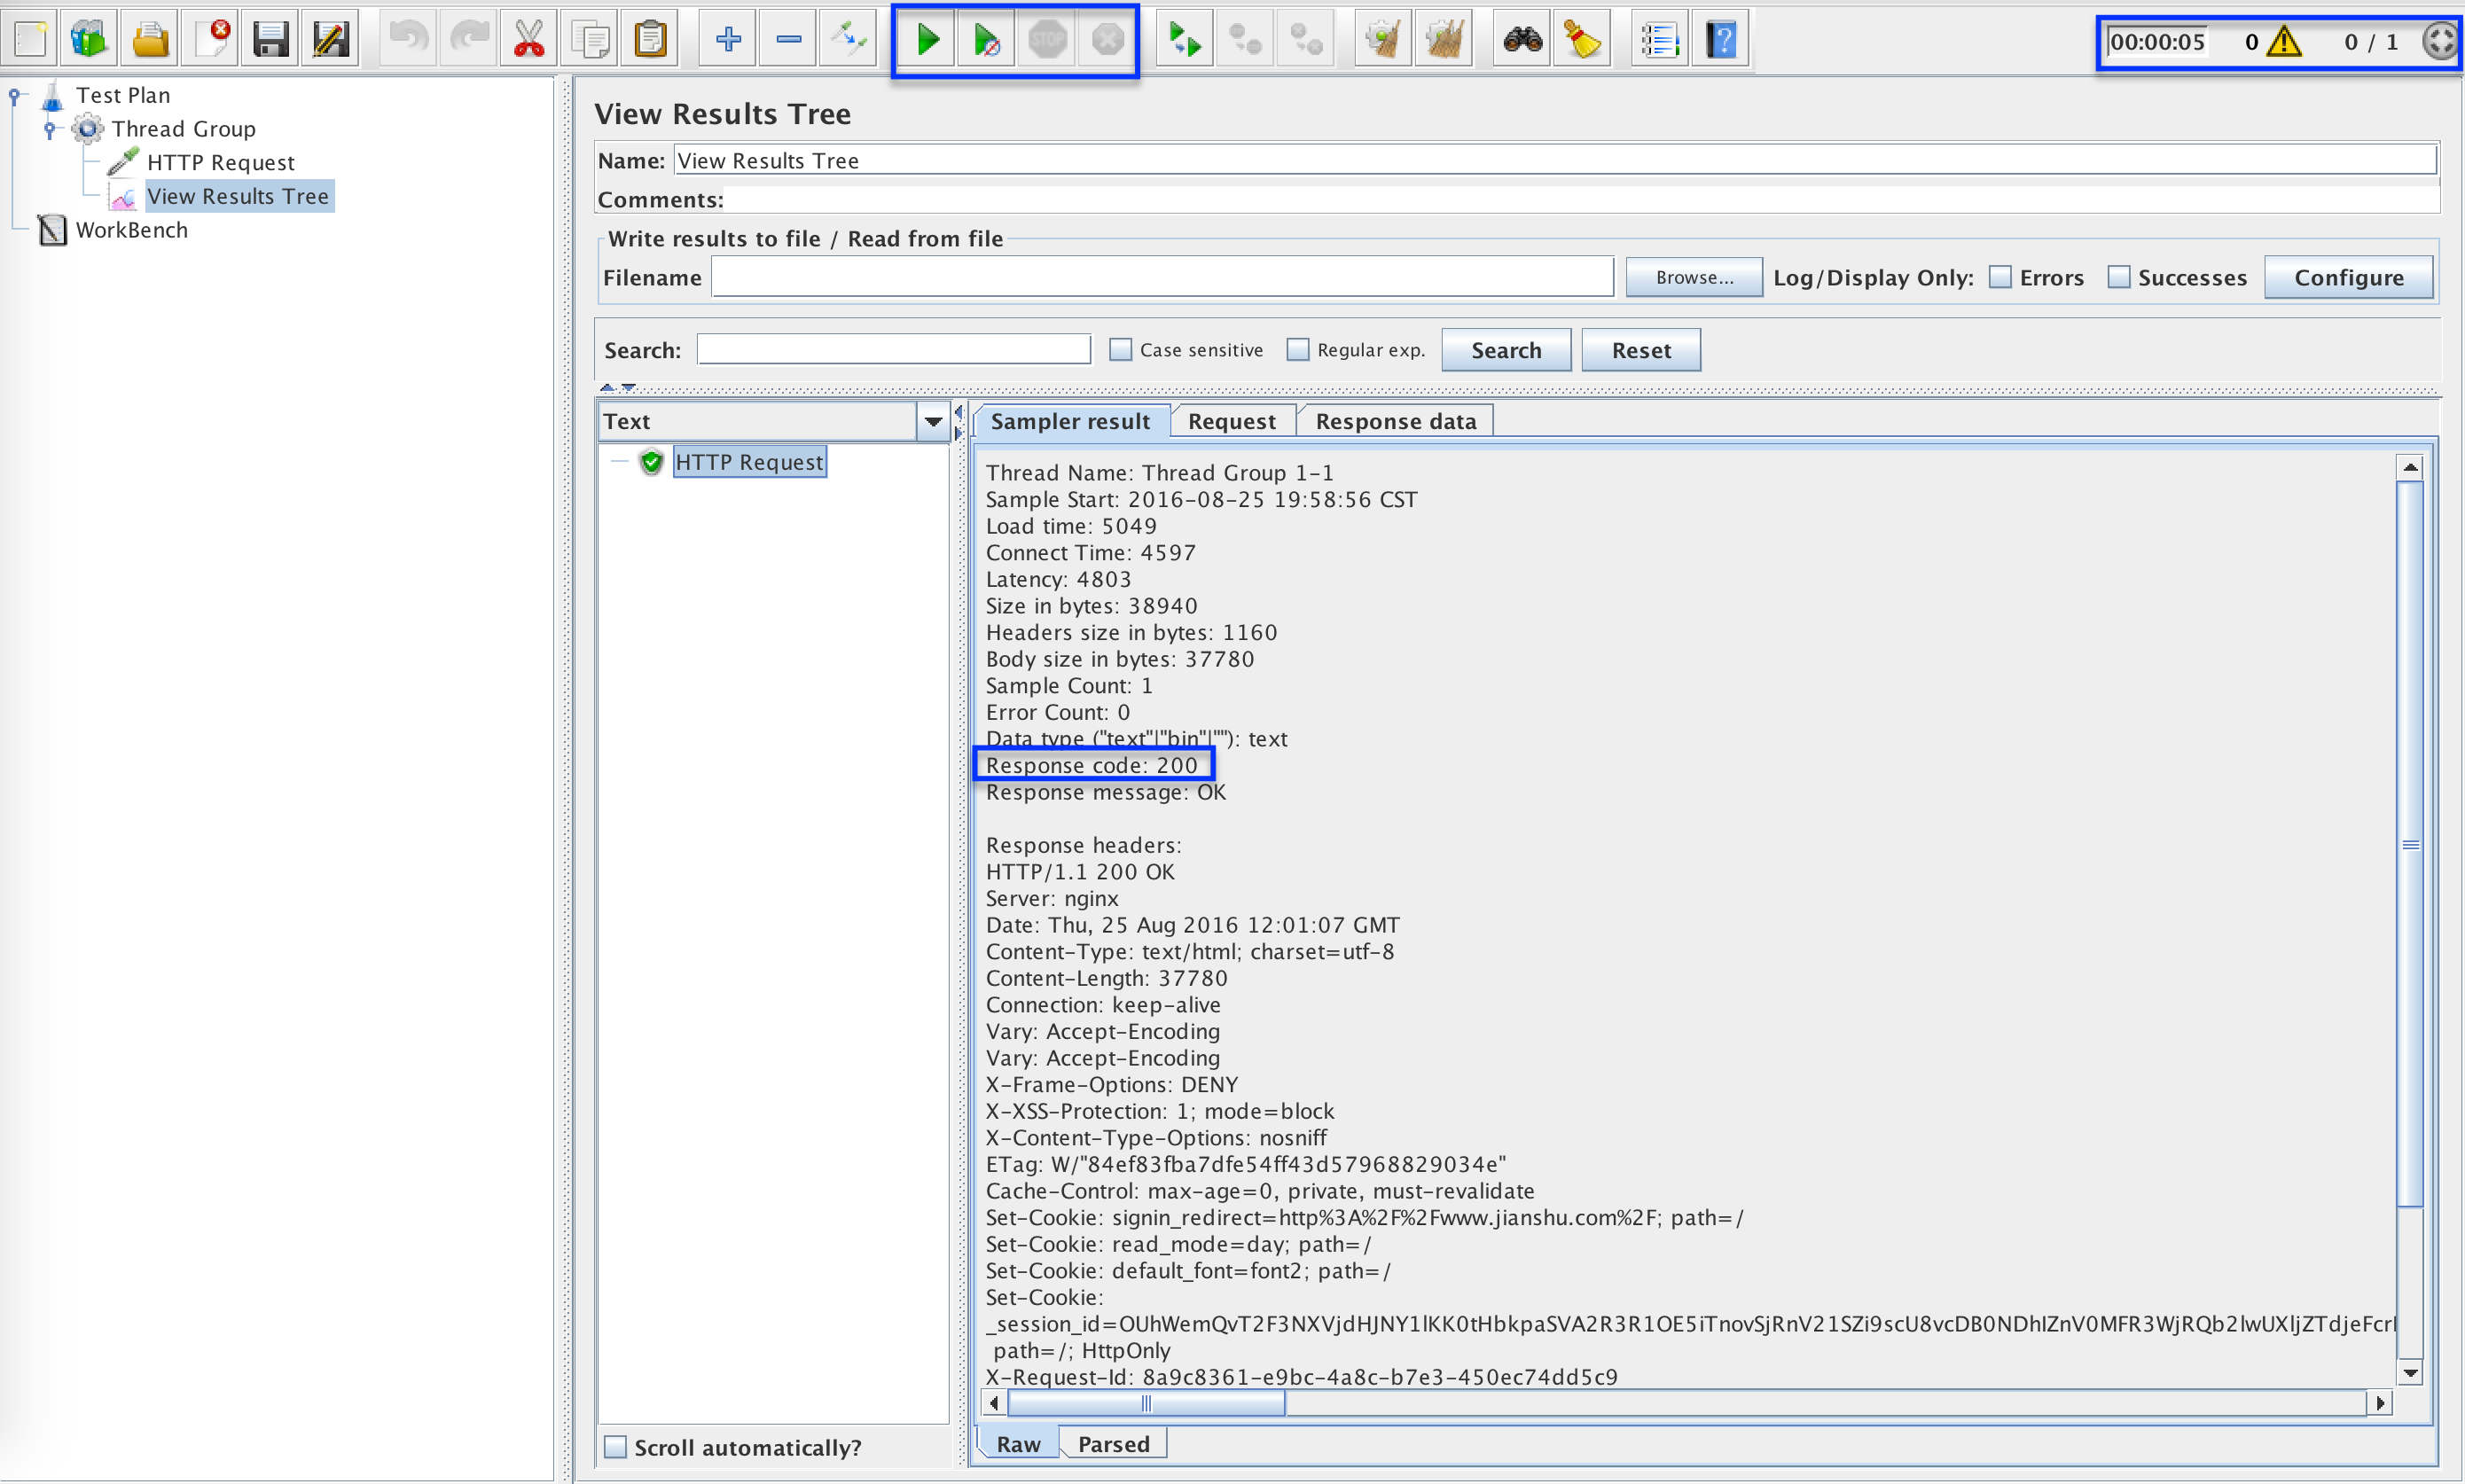 STOP
00:00:05 0 0 / 1
Test Plan
Thread Group
HTTP Request
View Results Tree
WorkBench
View Results Tree
Name: View Results Tree
Comments:
Write results to file / Read from file
Filename Browse... Log/Display Only: Errors Successes Configure
Search: Case sensitive Regular exp. Search Reset
Text
HTTP Request
Scroll automatically?
Sampler result Request Response data
Thread Name: Thread Group 1-1
Sample Start: 2016-08-25 19:58:56 CST
Load time: 5049
Connect Time: 4597
Latency: 4803
Size in bytes: 38940
Headers size in bytes: 1160
Body size in bytes: 37780
Sample Count: 1
Error Count: 0
Data type ("text"|"bin"|""): text
Response code: 200
Response message: OK
Response headers:
HTTP/1.1 200 OK
Server: nginx
Date: Thu, 25 Aug 2016 12:01:07 GMT
Content-Type: text/html; charset=utf-8
Content-Length: 37780
Connection: keep-alive
Vary: Accept-Encoding
Vary: Accept-Encoding
X-Frame-Options: DENY
X-XSS-Protection: 1; mode=block
X-Content-Type-Options: nosniff
ETag: W/"84ef83fba7dfe54ff43d57968829034e"
Cache-Control: max-age=0, private, must-revalidate
Set-Cookie: signin_redirect=http%3A%2F%2Fwww.jianshu.com%2F; path=/
Set-Cookie: read_mode=day; path=/
Set-Cookie: default_font=font2; path=/
Set-Cookie:
path=/; HttpOnly
X-Request-Id: 8a9c8361-e9bc-4a8c-b7e3-450ec74dd5c9
Raw Parsed